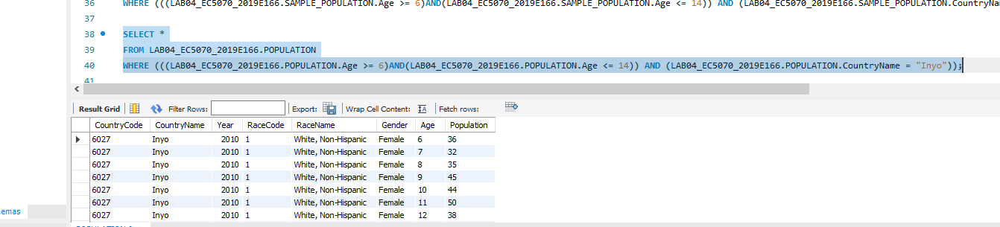 36 WHERE (((LAB04_EC5070_2019E166.SAMPLE_POPULATION.Age >= 6)AND(LAB04_EC5070_2019E166.SAMPLE_POPULATION.Age <= 14)) AND (LAB04_EC5070_2019E166.SAMPLE_POPULATION.CountryNa
37
38 SELECT *
39 FROM LAB04_EC5070_2019E166.POPULATION
40 WHERE (((LAB04_EC5070_2019E166.POPULATION.Age >= 6)AND(LAB04_EC5070_2019E166.POPULATION.Age <= 14)) AND (LAB04_EC5070_2019E166.POPULATION.CountryName = "Inyo"));
41
Result Grid Filter Rows: Export: Wrap Cell Content: IA Fetch rows:
CountryCode CountryName Year RaceCode RaceName Gender Age Population
6027 Inyo 2010 1 White, Non-Hispanic Female 6 36
6027 Inyo 2010 1 White, Non-Hispanic Female 7 32
6027 Inyo 2010 1 White, Non-Hispanic Female 8 35
6027 Inyo 2010 1 White, Non-Hispanic Female 9 45
6027 Inyo 2010 1 White, Non-Hispanic Female 10 44
6027 Inyo 2010 1 White, Non-Hispanic Female 11 50
6027 Inyo 2010 1 White, Non-Hispanic Female 12 38
hemas